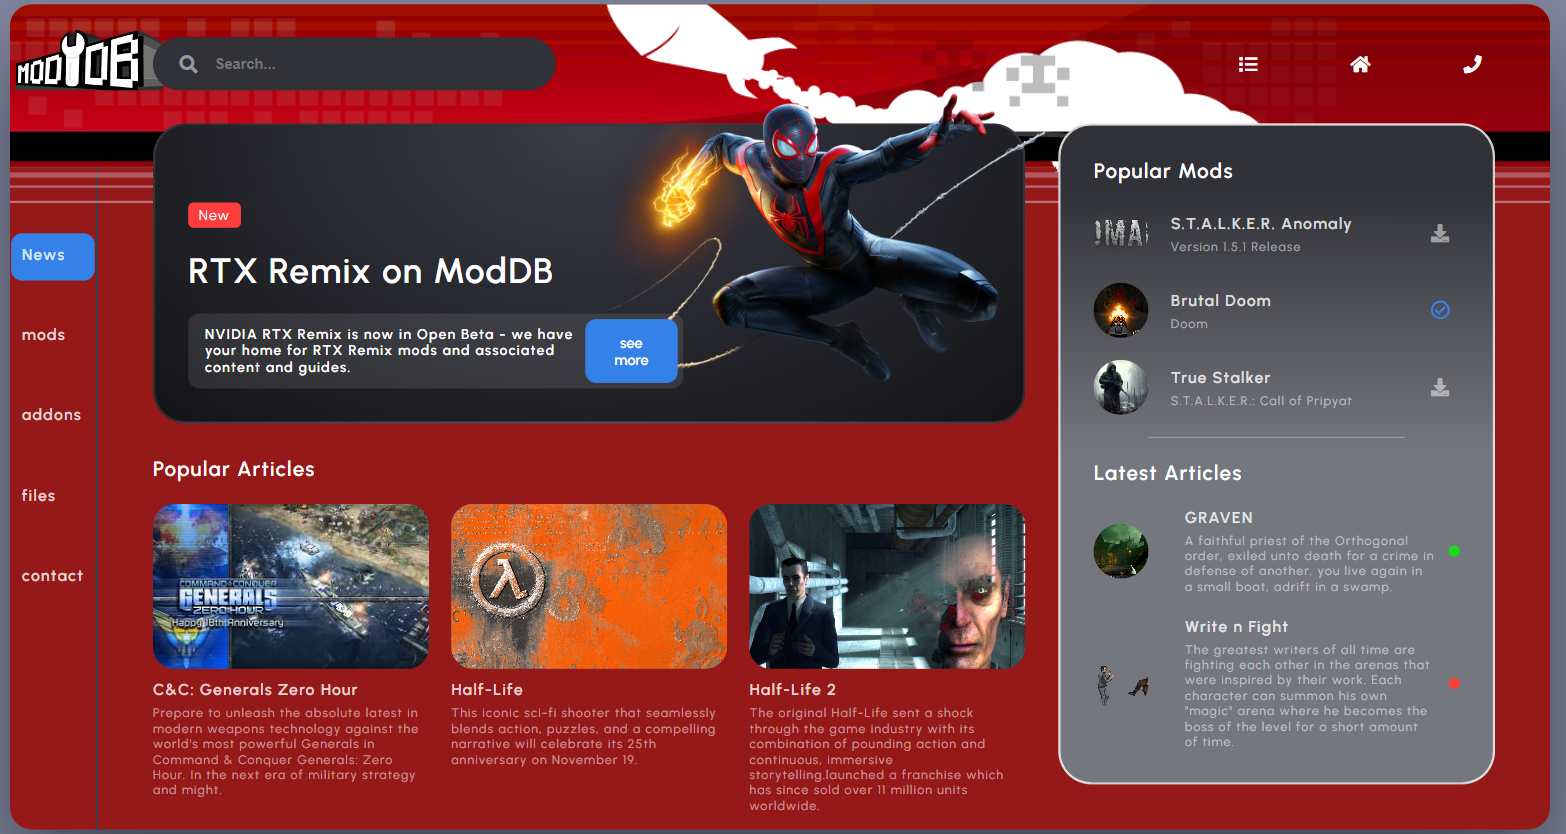 MODDB
Search...
New
RTX Remix on ModDB
NVIDIA RTX Remix is now in Open Beta - we have
your home for RTX Remix mods and associated
content and guides.
see
more
News
mods
addons
files
contact
Popular Articles
COMMAND & CONQUER
GENERALS
ZERO HOUR
Happy 18th Anniversary
C&C: Generals Zero Hour
Prepare to unleash the absolute latest in
modern weapons technology against the
world's most powerful Generals in
Command & Conquer Generals: Zero
Hour. In the next era of military strategy
and might.
λ
Half-Life
This iconic sci-fi shooter that seamlessly
blends action, puzzles, and a compelling
narrative will celebrate its 25th
anniversary on November 19.
Half-Life 2
The original Half-Life sent a shock
through the game industry with its
combination of pounding action and
continuous, immersive
storytelling.launched a franchise which
has since sold over 11 million units
worldwide.
Popular Mods
S.T.A.L.K.E.R. Anomaly
Version 1.5.1 Release
Brutal Doom
Doom
True Stalker
S.T.A.L.K.E.R.: Call of Pripyat
Latest Articles
GRAVEN
A faithful priest of the Orthogonal
order, exiled unto death for a crime in
defense of another, you live again in
a small boat, adrift in a swamp.
Write n Fight
The greatest writers of all time are
fighting each other in the arenas that
were inspired by their work. Each
character can summon his own
"magic" arena where he becomes the
boss of the level for a short amount
of time.